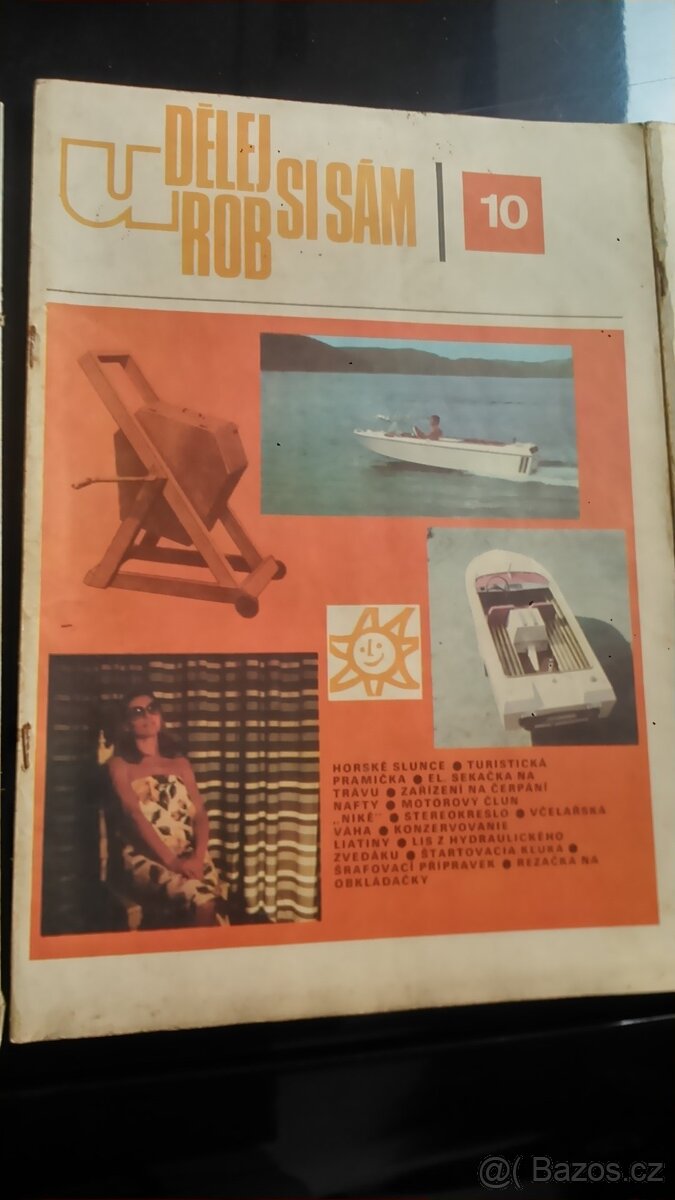 DĚLEJ
UROB SI SÁM
10
HORSKÉ SLUNCE ● TURISTICKÁ
PRAMIČKA ● EL. SEKAČKA NA
TRÁVU ● ZAŘÍZENÍ NA ČERPÁNÍ
NAFTY ● MOTOROVÝ ČLUN
„NIKÉ" ● STEREOKRESLO ● VČELAŘSKÁ
VÁHA ● KONZERVOVANIE
LIATINY ● LIS Z HYDRAULICKÉHO
ZVEDÁKU ● ŠTARTOVACIA KĽUKA ●
ŠRAFOVACÍ PŘÍPRAVEK ● ŘEZAČKA NA
OBKLÁDAČKY
@( Bazos.cz